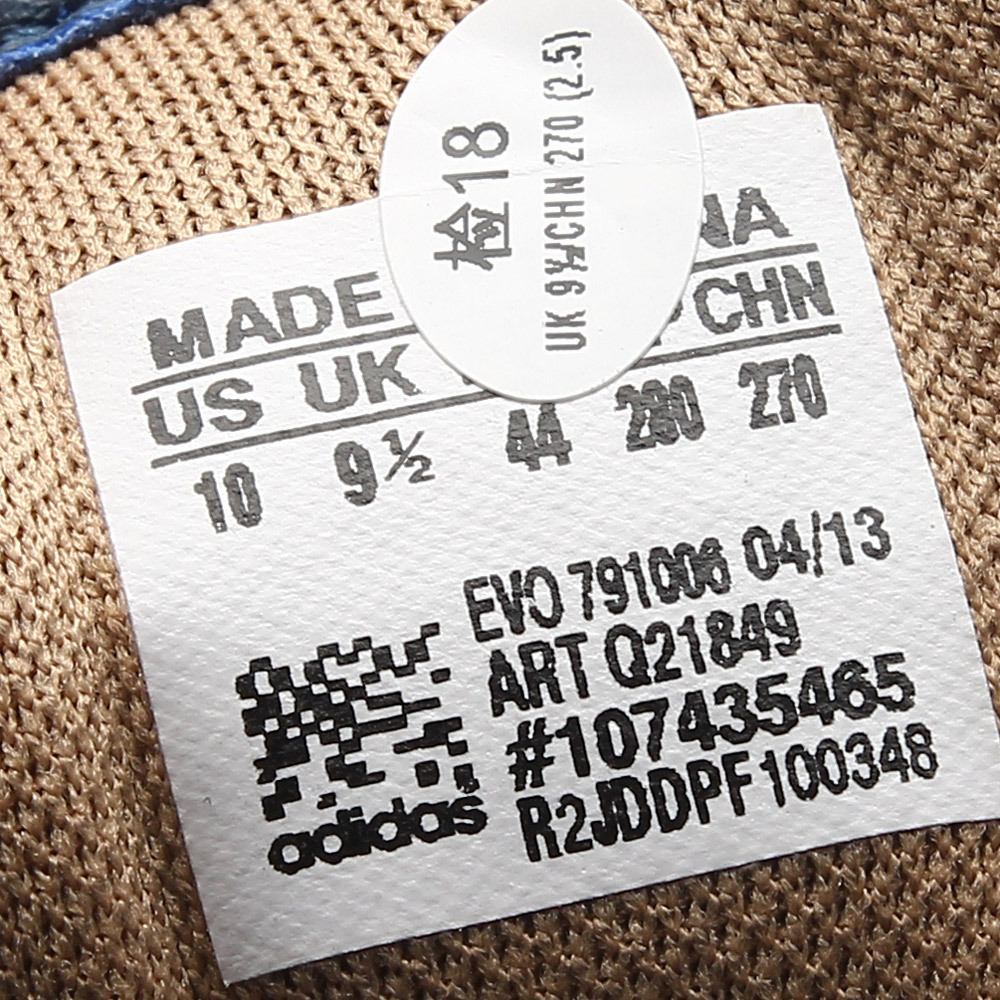 检18
UK 9½/CHN 270 (2.5)
MADE NA
US UK CHN
10 9½ 44 280 270
EVO 791006 04/13
ART Q21849
#107435465
R2JDDPF100348
adidas